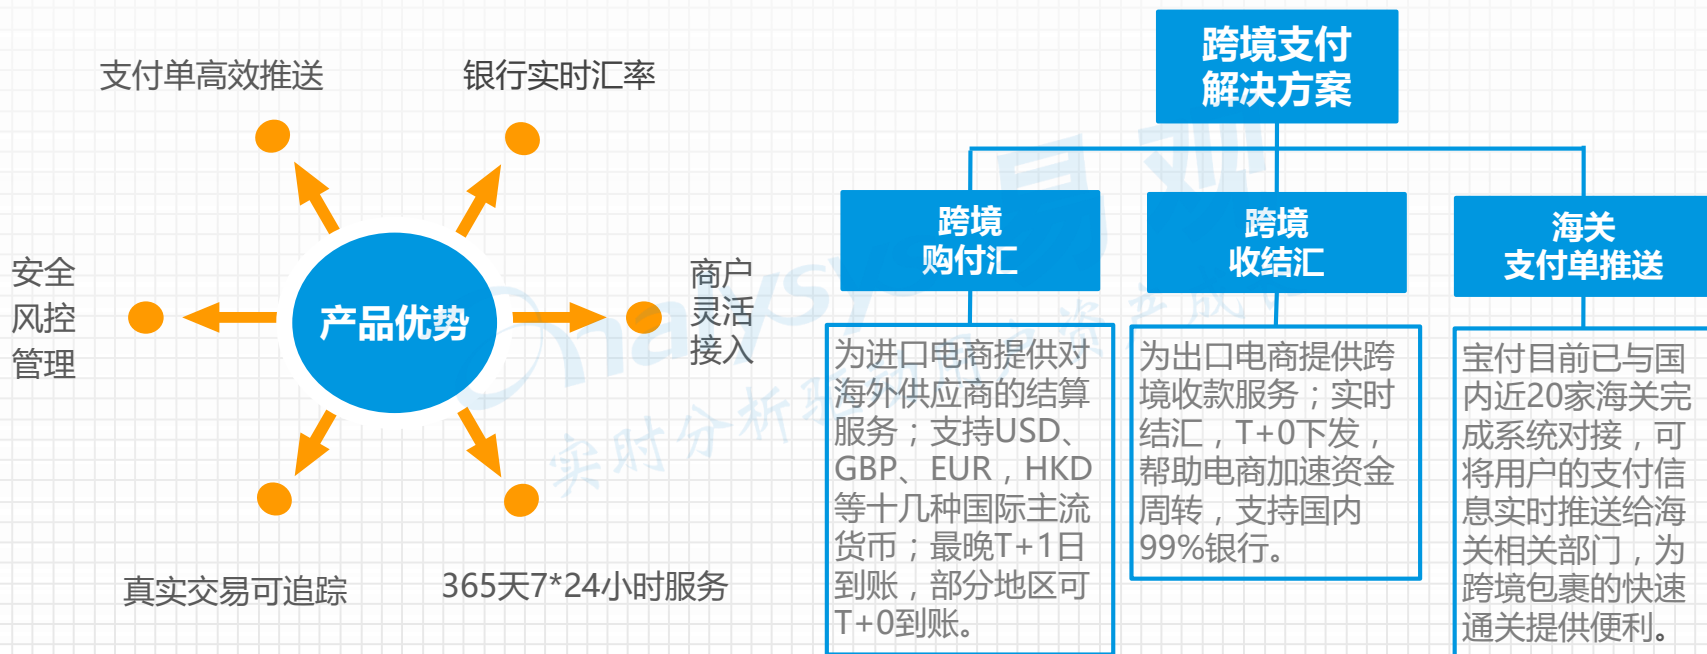 支付单高效推送
银行实时汇率
安全
风控
管理
产品优势
商户
灵活
接入
真实交易可追踪
365天7*24小时服务
跨境支付
解决方案
跨境
购付汇
为进口电商提供对
海外供应商的结算
服务；支持USD、
GBP、EUR，HKD
等十几种国际主流
货币；最晚T+1日
到账，部分地区可
T+0到账。
跨境
收结汇
为出口电商提供跨
境收款服务；实时
结汇，T+0下发，
帮助电商加速资金
周转，支持国内
99%银行。
海关
支付单推送
宝付目前已与国
内近20家海关完
成系统对接，可
将用户的支付信
息实时推送给海
关相关部门，为
跨境包裹的快速
通关提供便利。
实时分析